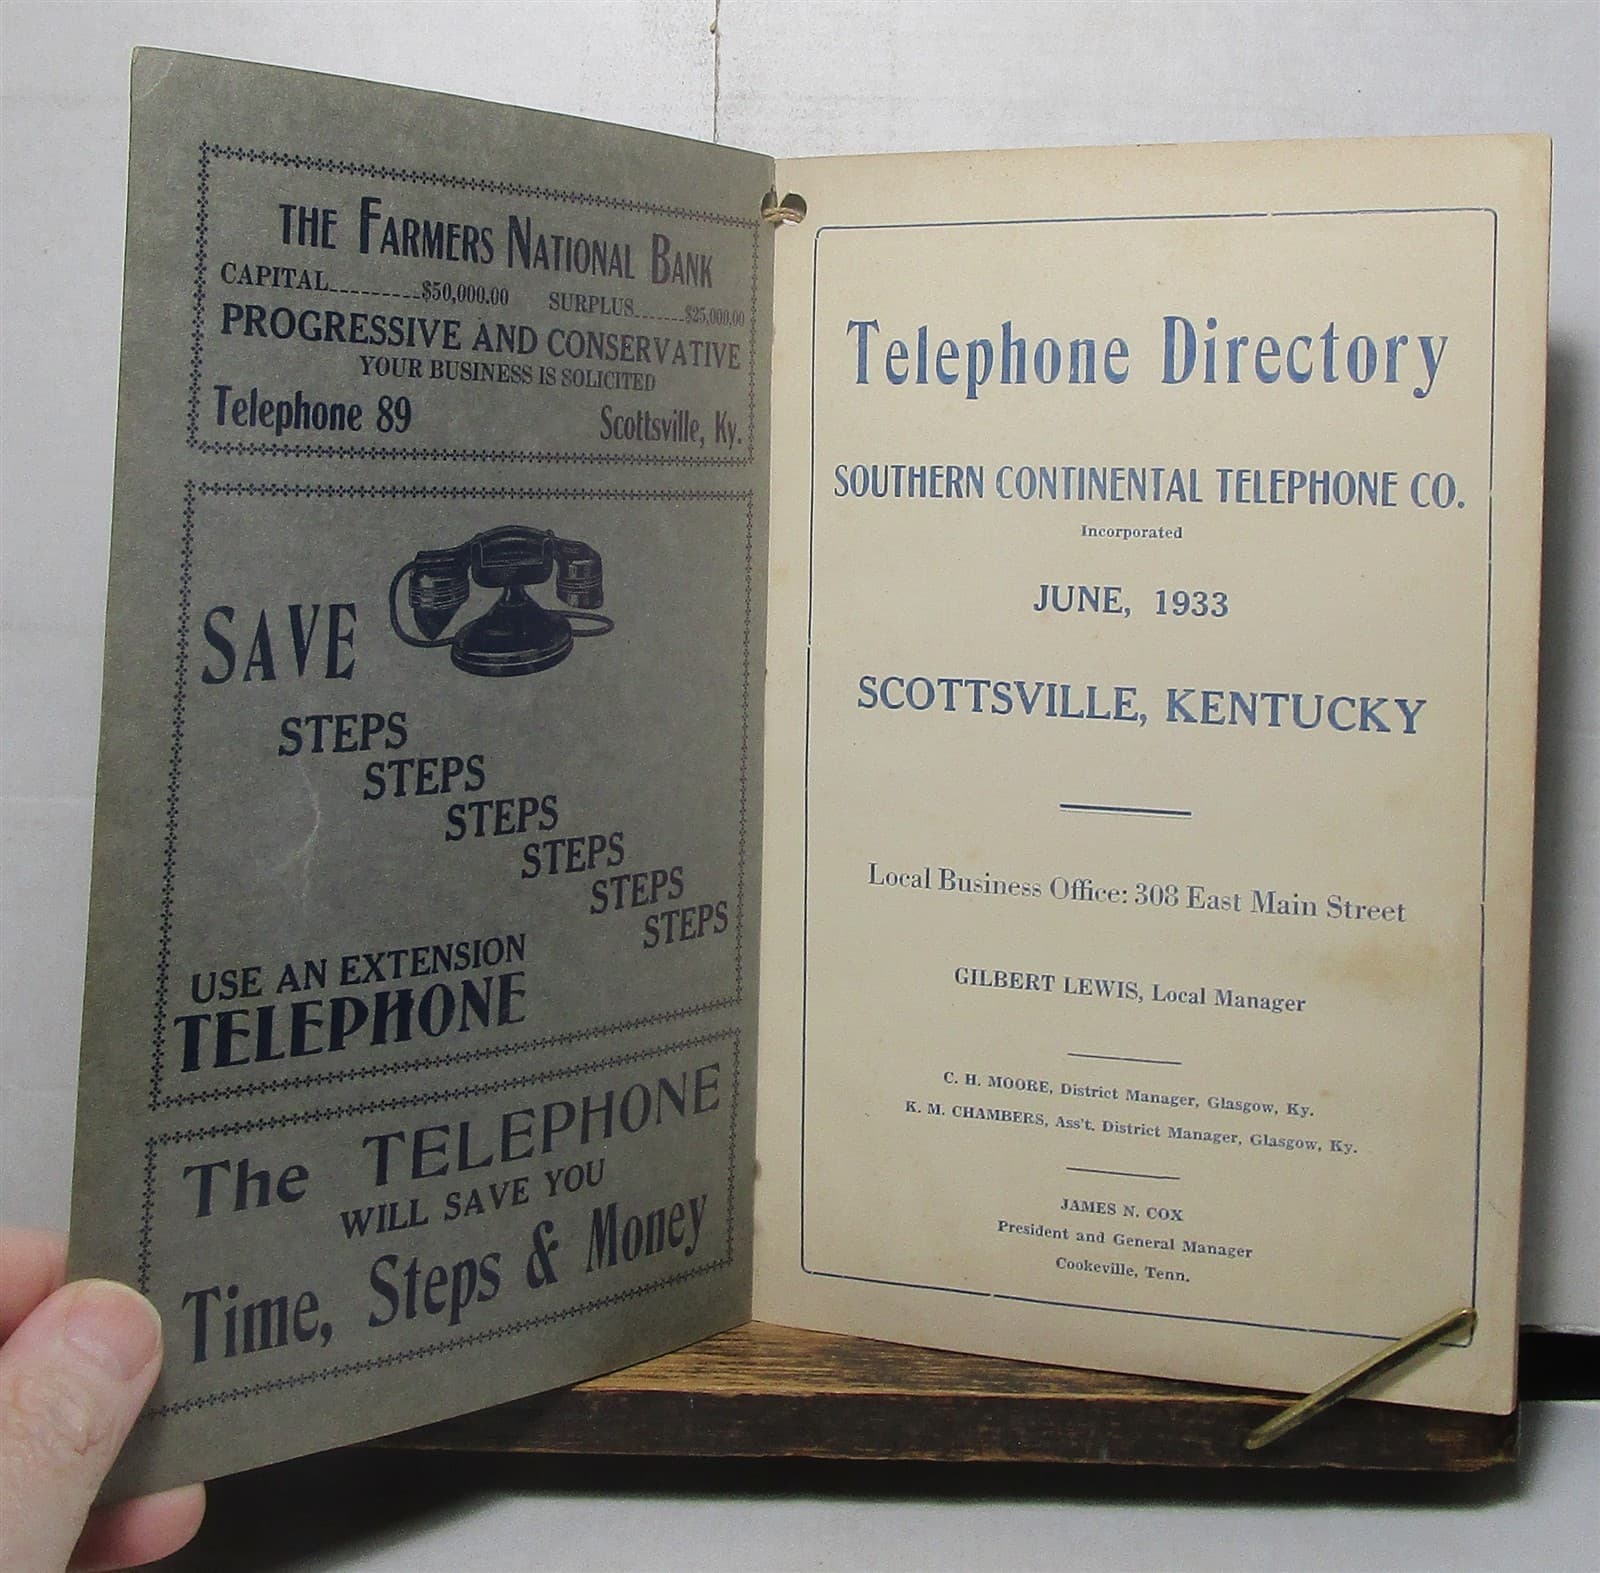 THE FARMERS NATIONAL BANK
CAPITAL.........$50,000.00 SURPLUS.......$25,000.00
PROGRESSIVE AND CONSERVATIVE
YOUR BUSINESS IS SOLICITED
Telephone 89 Scottsville, Ky.
SAVE
STEPS
STEPS
STEPS
STEPS
STEPS
STEPS
USE AN EXTENSION
TELEPHONE
The TELEPHONE
WILL SAVE YOU
Time, Steps & Money
Telephone Directory
SOUTHERN CONTINENTAL TELEPHONE CO.
Incorporated
JUNE, 1933
SCOTTSVILLE, KENTUCKY
Local Business Office: 308 East Main Street
GILBERT LEWIS, Local Manager
C. H. MOORE, District Manager, Glasgow, Ky.
K. M. CHAMBERS, Ass't. District Manager, Glasgow, Ky.
JAMES N. COX
President and General Manager
Cookeville, Tenn.